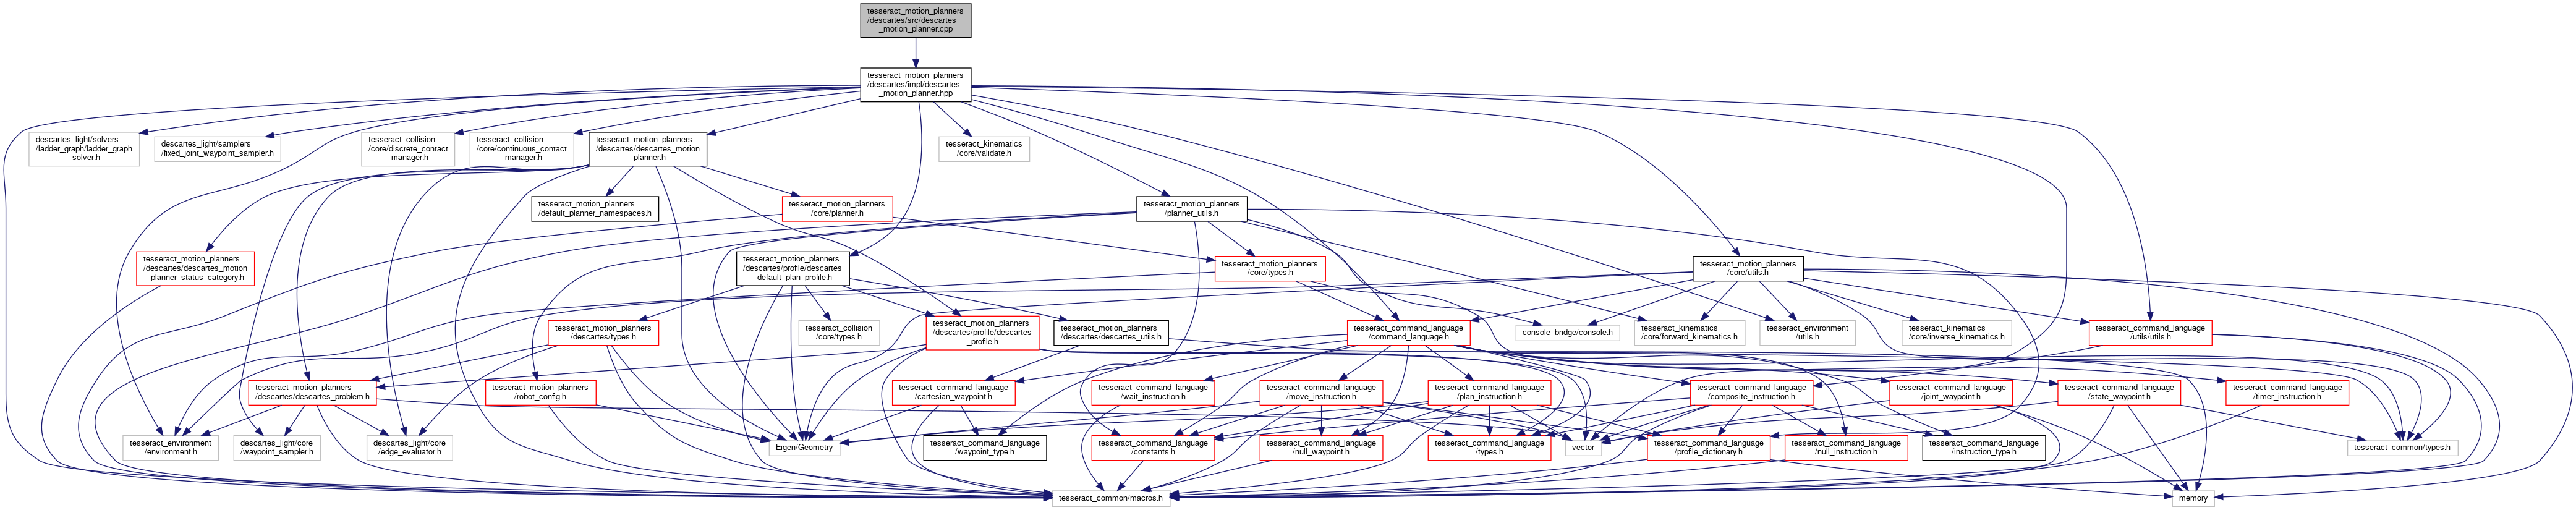 tesseract_motion_planners
/descartes/src/descartes
_motion_planner.cpp
tesseract_motion_planners
/descartes/impl/descartes
_motion_planner.hpp
descartes_light/solvers
/ladder_graph/ladder_graph
_solver.h
descartes_light/samplers
/fixed_joint_waypoint_sampler.h
tesseract_collision
/core/discrete_contact
_manager.h
tesseract_collision
/core/continuous_contact
_manager.h
tesseract_motion_planners
/descartes/descartes_motion
_planner.h
tesseract_kinematics
/core/validate.h
tesseract_motion_planners
/default_planner_namespaces.h
tesseract_motion_planners
/core/planner.h
tesseract_motion_planners
/planner_utils.h
tesseract_motion_planners
/descartes/descartes_motion
_planner_status_category.h
tesseract_motion_planners
/descartes/profile/descartes
_default_plan_profile.h
tesseract_motion_planners
/core/types.h
tesseract_motion_planners
/core/utils.h
tesseract_motion_planners
/descartes/types.h
tesseract_collision
/core/types.h
tesseract_motion_planners
/descartes/profile/descartes
_profile.h
tesseract_motion_planners
/descartes/descartes_utils.h
tesseract_command_language
/command_language.h
console_bridge/console.h
tesseract_kinematics
/core/forward_kinematics.h
tesseract_environment
/utils.h
tesseract_kinematics
/core/inverse_kinematics.h
tesseract_command_language
/utils/utils.h
tesseract_motion_planners
/descartes/descartes_problem.h
tesseract_motion_planners
/robot_config.h
tesseract_command_language
/cartesian_waypoint.h
tesseract_command_language
/wait_instruction.h
tesseract_command_language
/move_instruction.h
tesseract_command_language
/plan_instruction.h
tesseract_command_language
/composite_instruction.h
tesseract_command_language
/joint_waypoint.h
tesseract_command_language
/state_waypoint.h
tesseract_command_language
/timer_instruction.h
tesseract_environment
/environment.h
descartes_light/core
/waypoint_sampler.h
descartes_light/core
/edge_evaluator.h
Eigen/Geometry
tesseract_command_language
/waypoint_type.h
tesseract_command_language
/constants.h
tesseract_command_language
/null_waypoint.h
tesseract_command_language
/types.h
vector
tesseract_command_language
/profile_dictionary.h
tesseract_command_language
/null_instruction.h
tesseract_command_language
/instruction_type.h
tesseract_common/types.h
tesseract_common/macros.h
memory